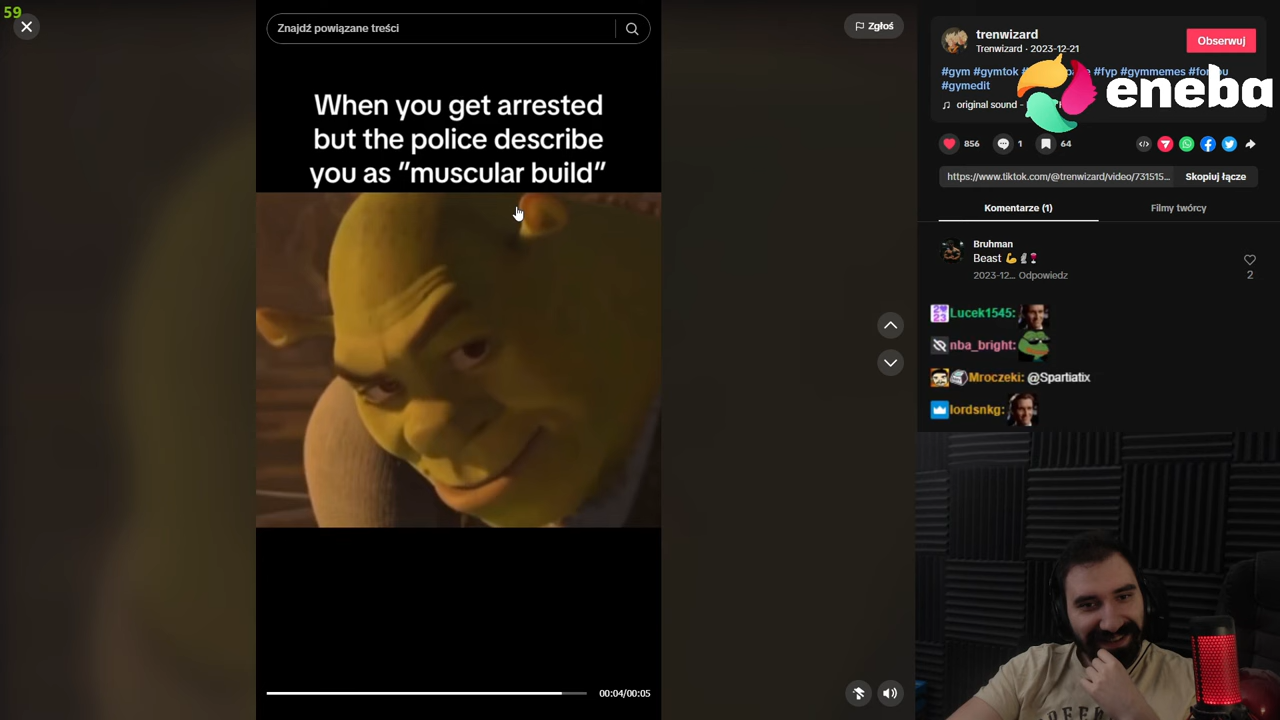 59
Znajdź powiązane treści
Zgłoś
When you get arrested
but the police describe
you as "muscular build"
00:04/00:05
trenwizard
Trenwizard · 2023-12-21
Obserwuj
#gym #gymtok #fyp #gymmemes
#gymedit
original sound -
eneba
856
1
64
https://www.tiktok.com/@trenwizard/video/731515...
Skopiuj łącze
Komentarze (1)
Filmy twórcy
Bruhman
Beast 💪
2023-12... Odpowiedz
2
Lucek1545:
nba_bright:
Mroczeki: @Spartiatix
lordsnkg: